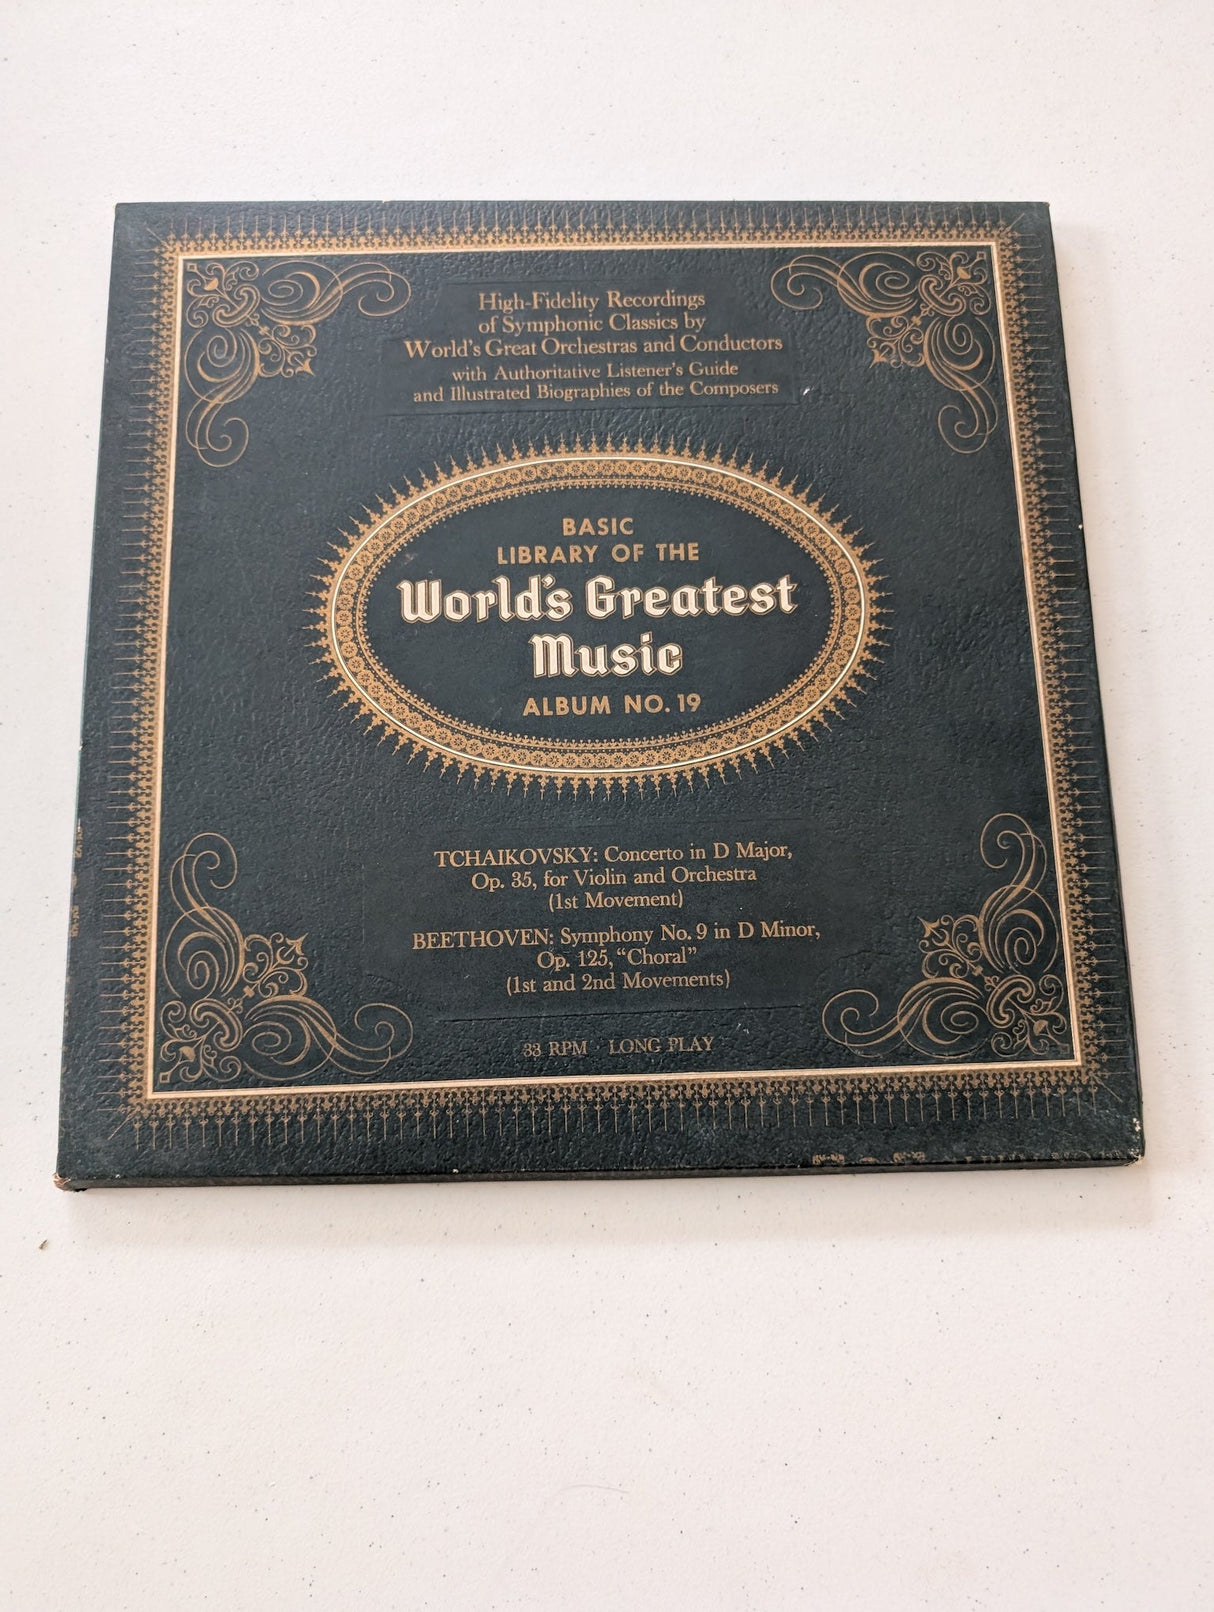 High-Fidelity Recordings
of Symphonic Classics by
World's Great Orchestras and Conductors
with Authoritative Listener's Guide
and Illustrated Biographies of the Composers
BASIC
LIBRARY OF THE
World's Greatest
Music
ALBUM NO. 19
TCHAIKOVSKY: Concerto in D Major,
Op. 35, for Violin and Orchestra
(1st Movement)
BEETHOVEN: Symphony No. 9 in D Minor,
Op. 125, "Choral"
(1st and 2nd Movements)
33 RPM · LONG PLAY